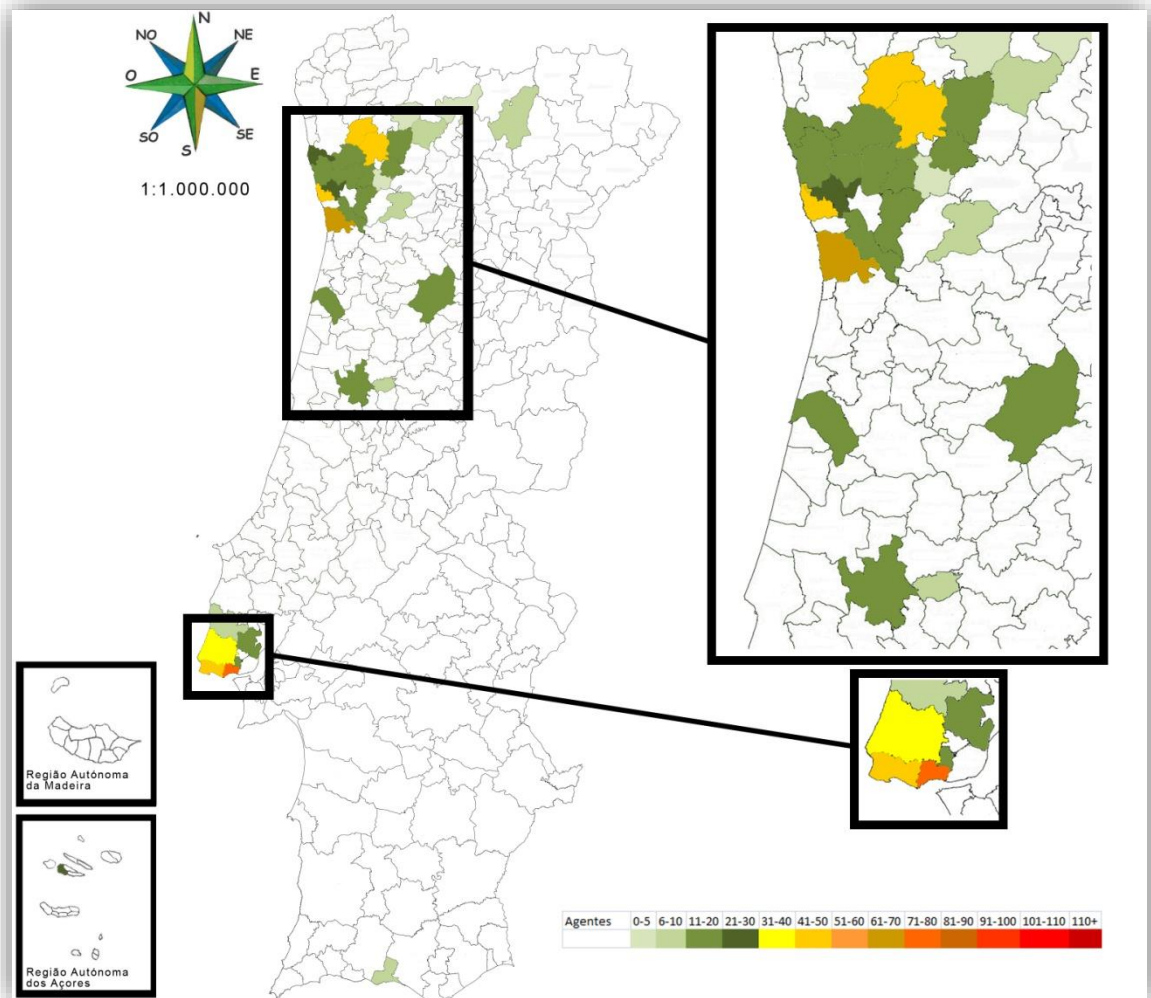 N
NO NE
O E
SO SE
S
1:1.000.000
Região Autónoma
da Madeira
Região Autónoma
dos Açores
Agentes 0-5 6-10 11-20 21-30 31-40 41-50 51-60 61-70 71-80 81-90 91-100 101-110 110+